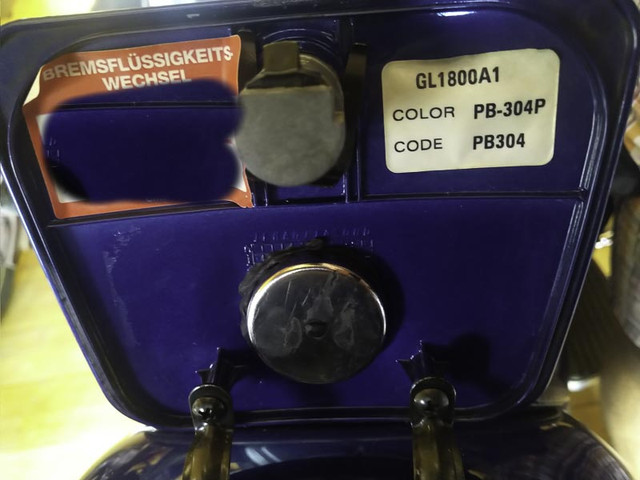 BREMSFLÜSSIGKEITS-
WECHSEL
GL1800A1
COLOR PB-304P
CODE PB304